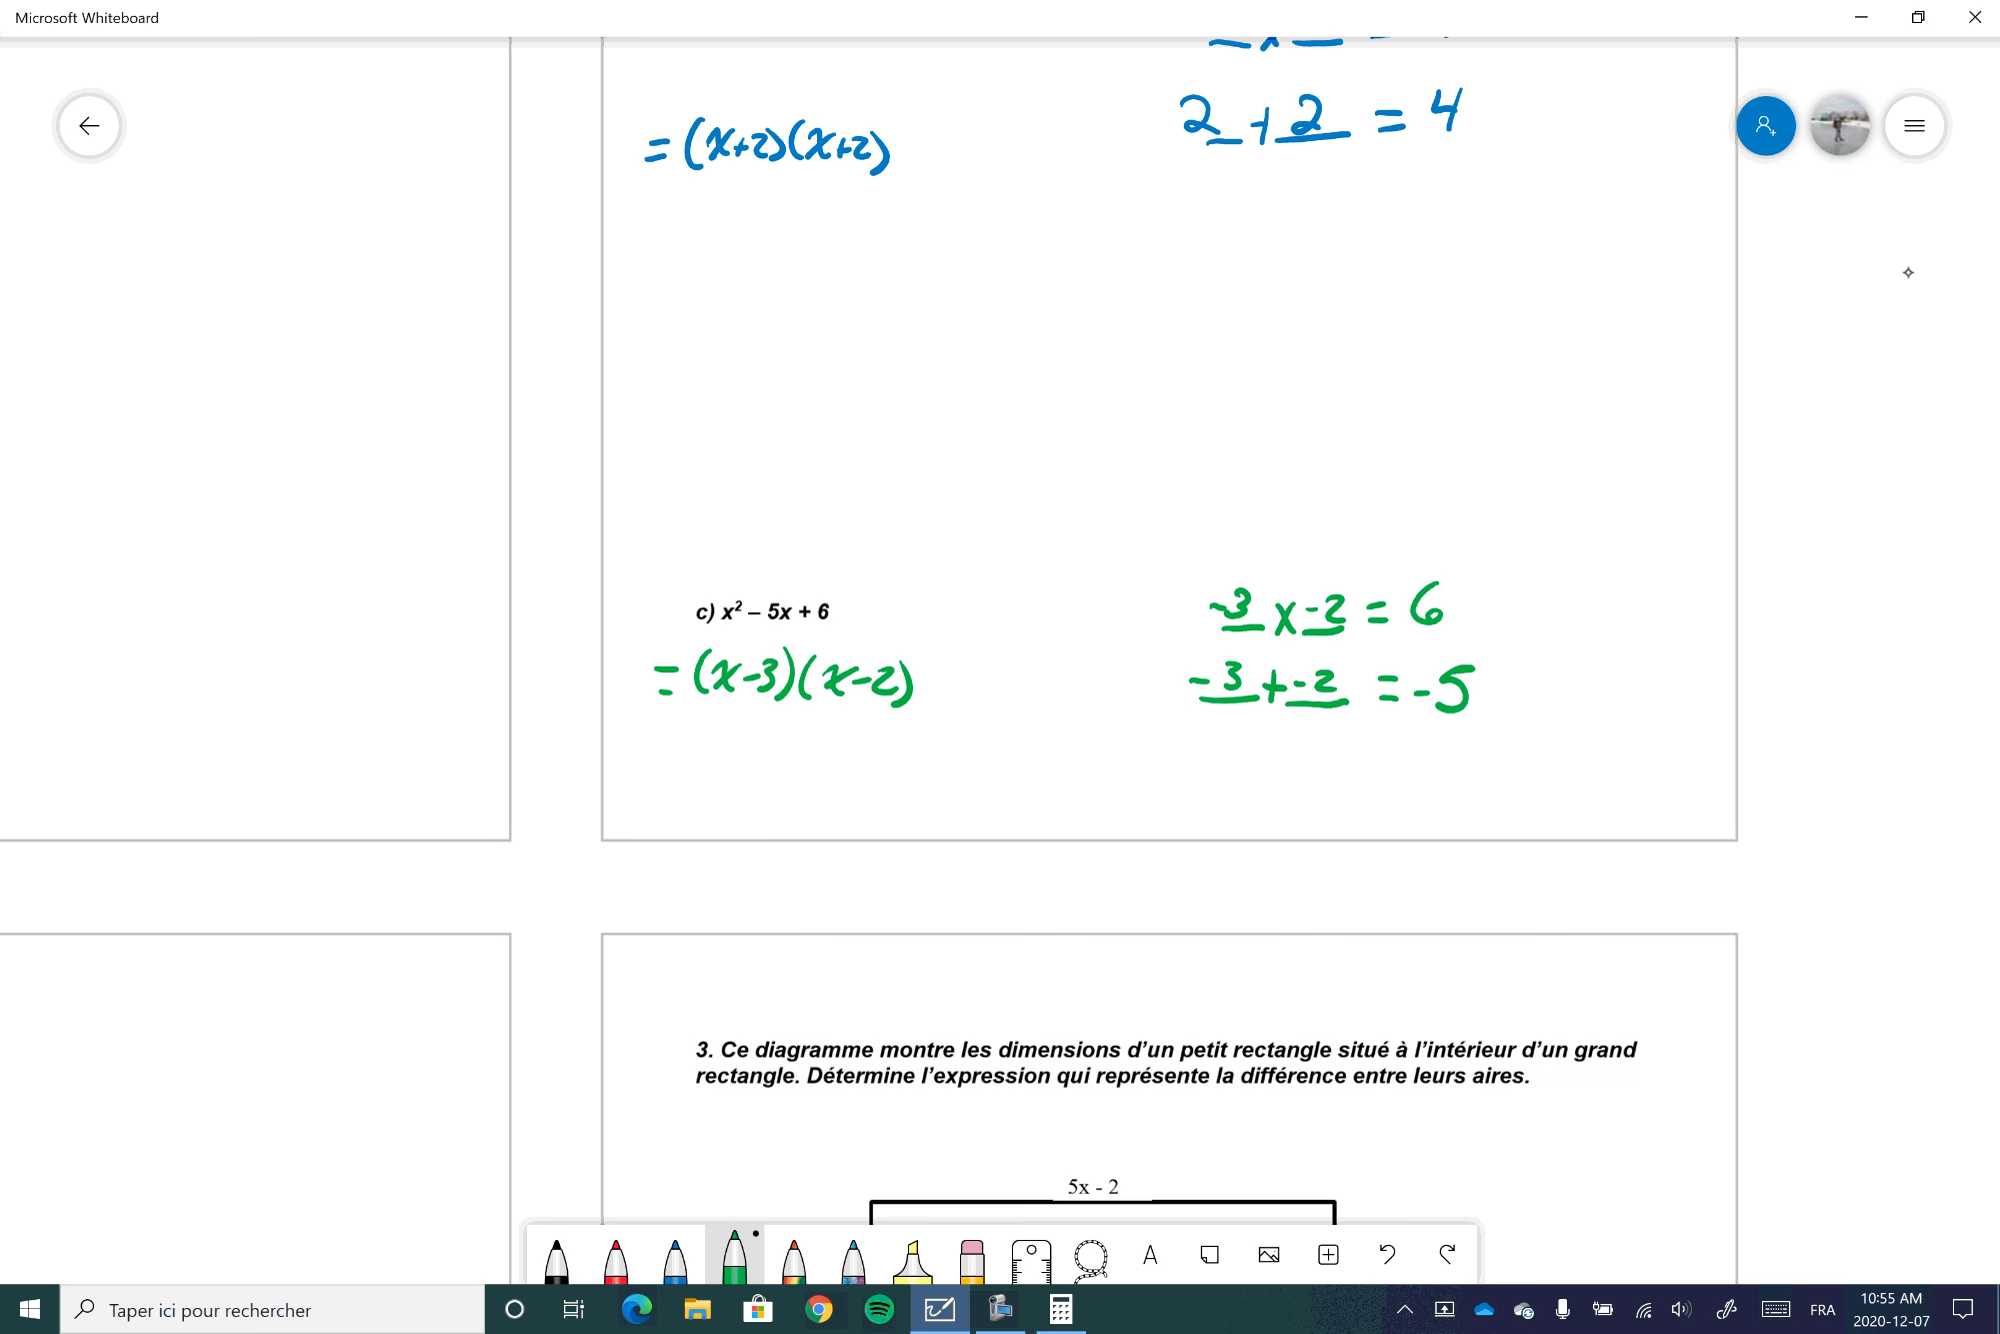 Microsoft Whiteboard
2 + 2 = 4
= (x+2)(x+2)
c) x² – 5x + 6
-3 x -2 = 6
= (x-3)(x-2)
-3 + -2 = -5
3. Ce diagramme montre les dimensions d’un petit rectangle situé à l’intérieur d’un grand
rectangle. Détermine l’expression qui représente la différence entre leurs aires.
5x - 2
A
Taper ici pour rechercher
FRA
10:55 AM
2020-12-07